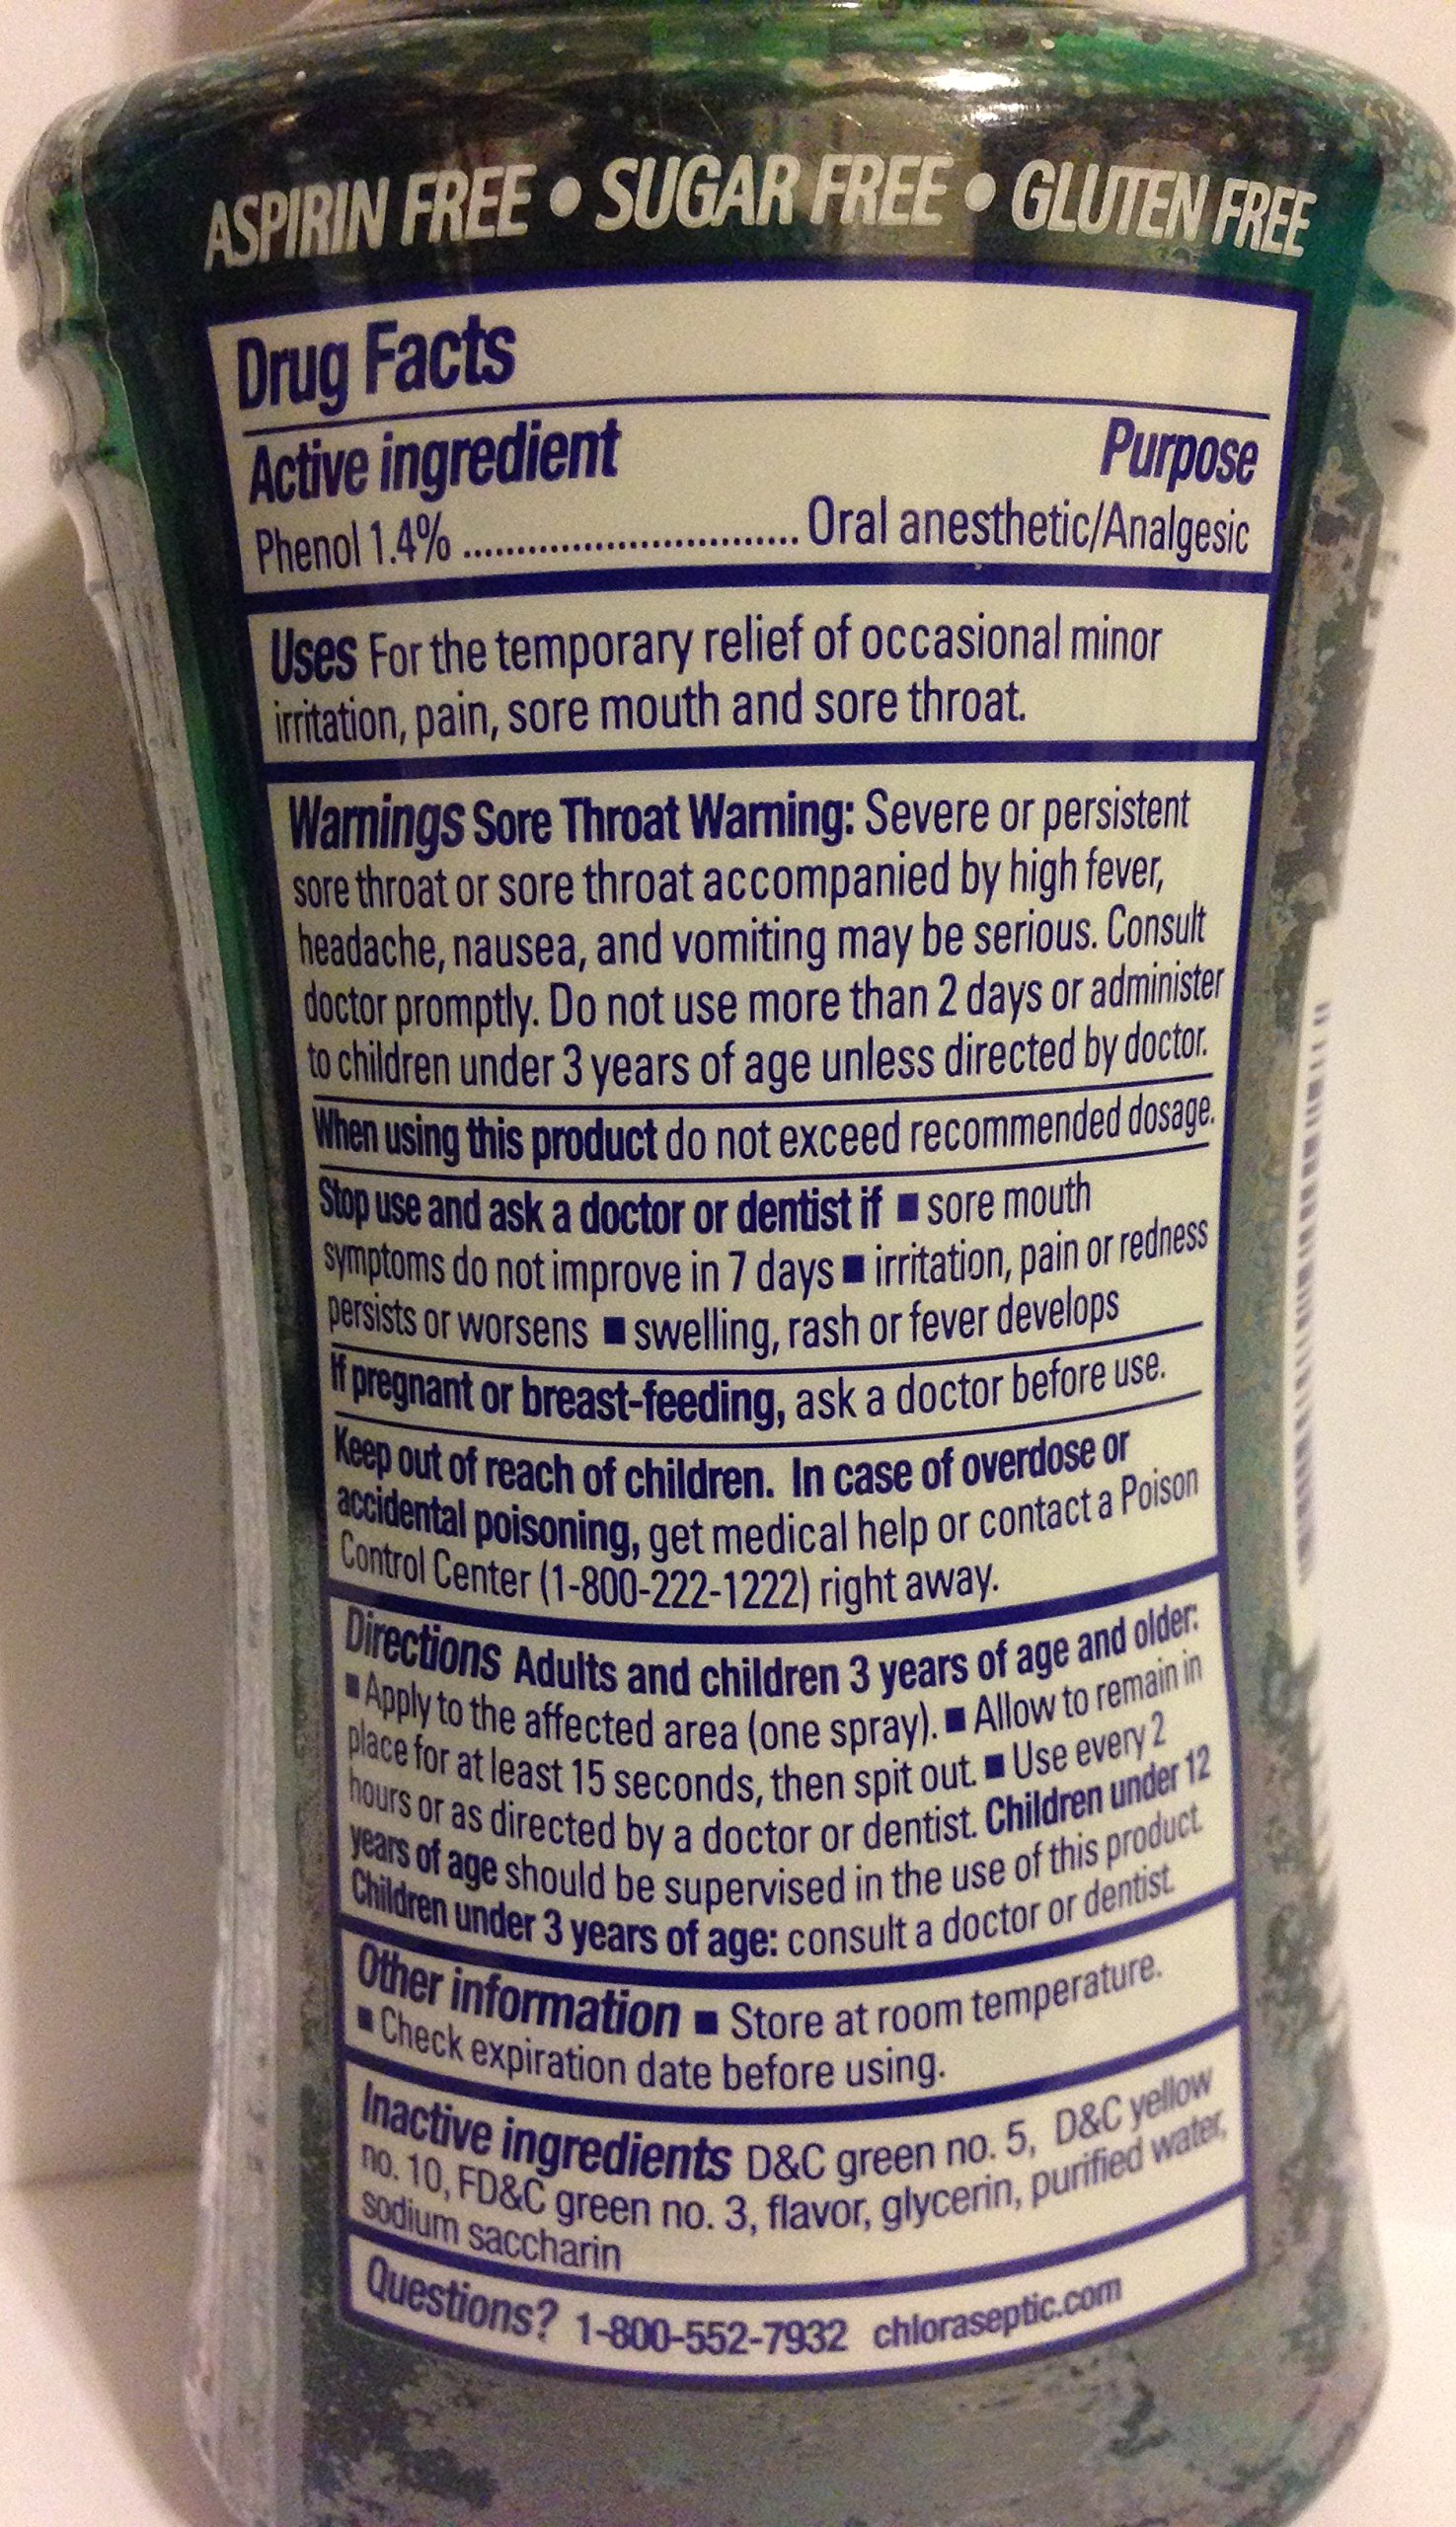 ASPIRIN FREE • SUGAR FREE • GLUTEN FREE
Drug Facts
Active ingredient Purpose
Phenol 1.4% ................................ Oral anesthetic/Analgesic
Uses For the temporary relief of occasional minor
irritation, pain, sore mouth and sore throat.
Warnings Sore Throat Warning: Severe or persistent
sore throat or sore throat accompanied by high fever,
headache, nausea, and vomiting may be serious. Consult
doctor promptly. Do not use more than 2 days or administer
to children under 3 years of age unless directed by doctor.
When using this product do not exceed recommended dosage.
Stop use and ask a doctor or dentist if ■ sore mouth
symptoms do not improve in 7 days ■ irritation, pain or redness
persists or worsens ■ swelling, rash or fever develops
If pregnant or breast-feeding, ask a doctor before use.
Keep out of reach of children. In case of overdose or
accidental poisoning, get medical help or contact a Poison
Control Center (1-800-222-1222) right away.
Directions Adults and children 3 years of age and older:
■ Apply to the affected area (one spray). ■ Allow to remain in
place for at least 15 seconds, then spit out. ■ Use every 2
hours or as directed by a doctor or dentist. Children under 12
years of age should be supervised in the use of this product.
Children under 3 years of age: consult a doctor or dentist.
Other information ■ Store at room temperature.
■ Check expiration date before using.
Inactive ingredients D&C green no. 5, D&C yellow
no. 10, FD&C green no. 3, flavor, glycerin, purified water,
sodium saccharin
Questions? 1-800-552-7932 chloraseptic.com